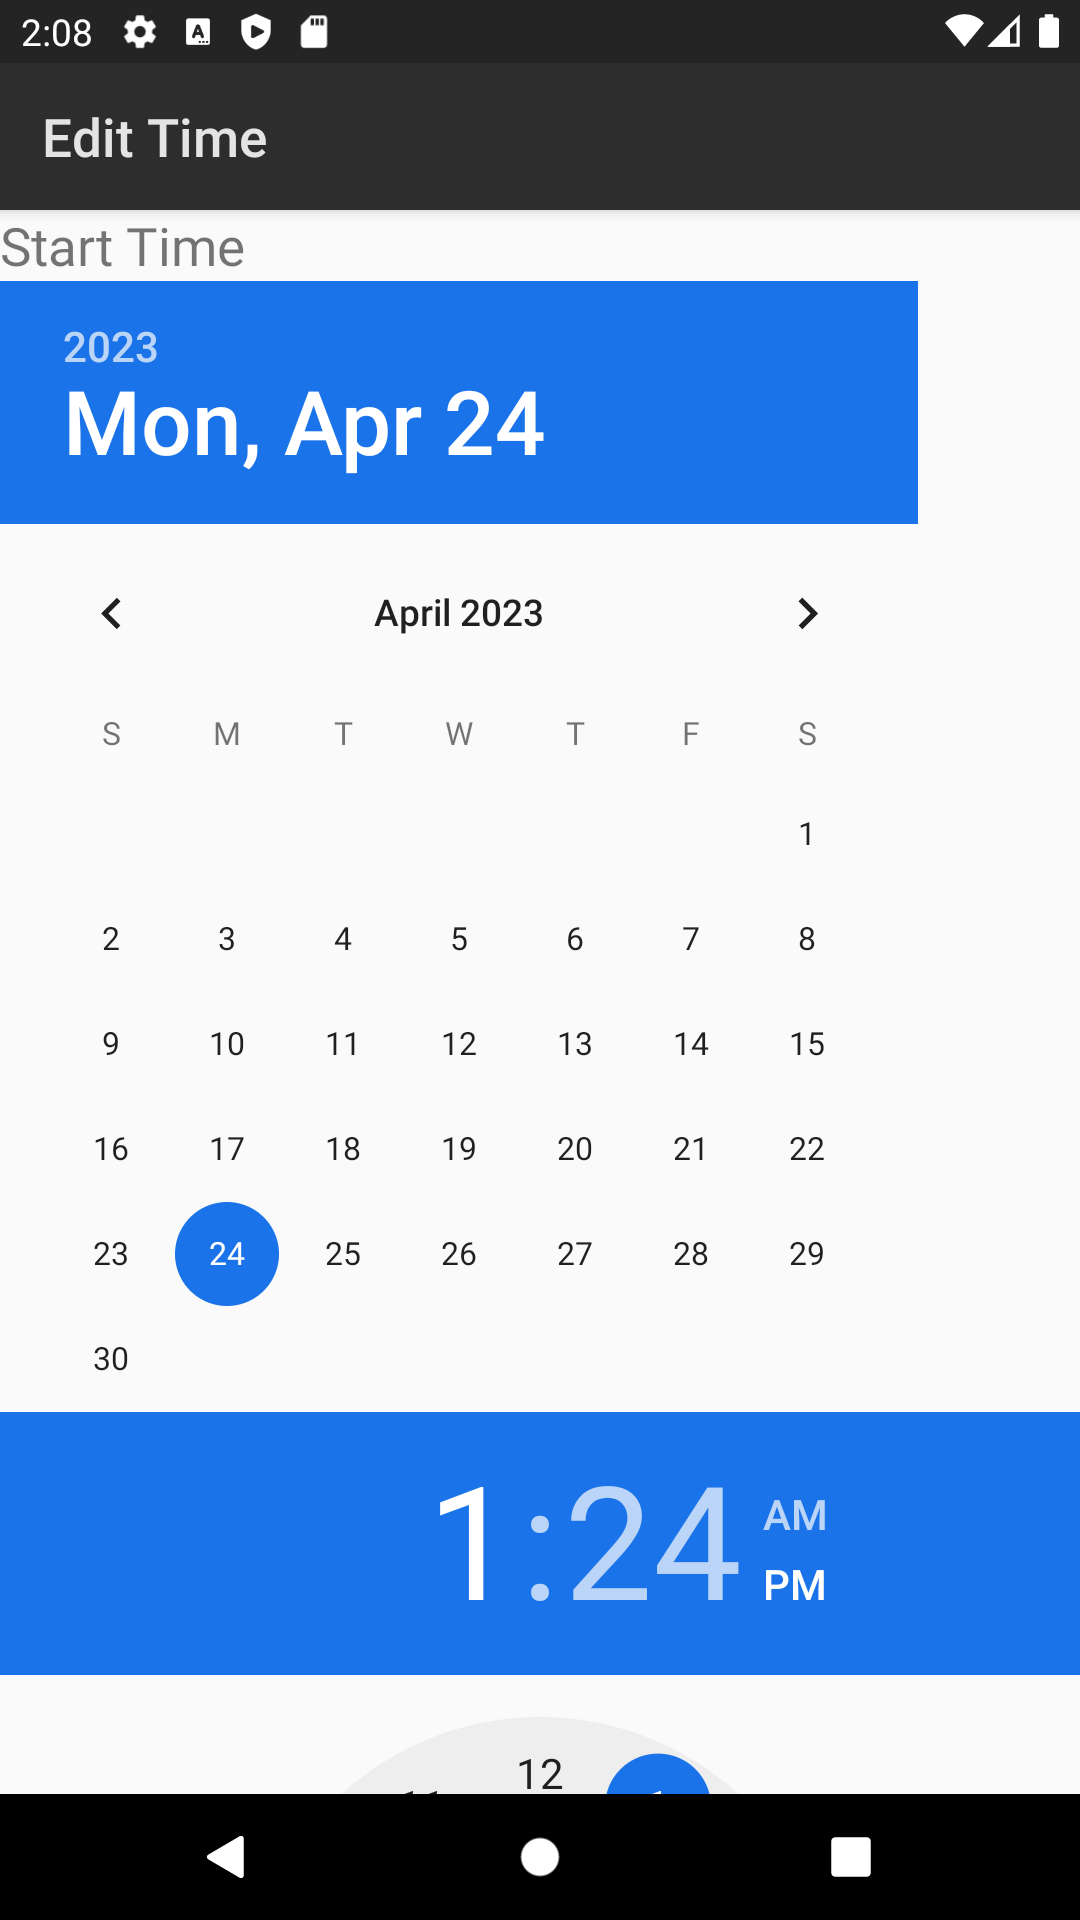 2:08
Edit Time
Start Time
2023
Mon, Apr 24
April 2023
S M T W T F S
1
2 3 4 5 6 7 8
9 10 11 12 13 14 15
16 17 18 19 20 21 22
23 24 25 26 27 28 29
30
1:24
AM
PM
12